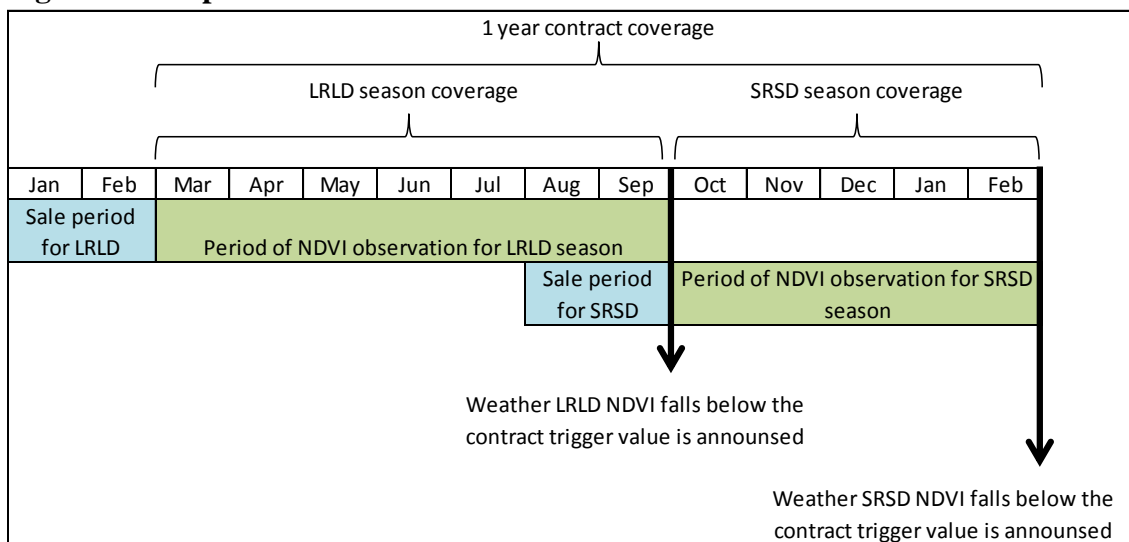 1 year contract coverage
LRLD season coverage
SRSD season coverage
Jan Feb Mar Apr May Jun Jul Aug Sep Oct Nov Dec Jan Feb
Sale period
for LRLD
Period of NDVI observation for LRLD season
Sale period
for SRSD
Period of NDVI observation for SRSD
season
Weather LRLD NDVI falls below the
contract trigger value is announsed
Weather SRSD NDVI falls below the
contract trigger value is announsed